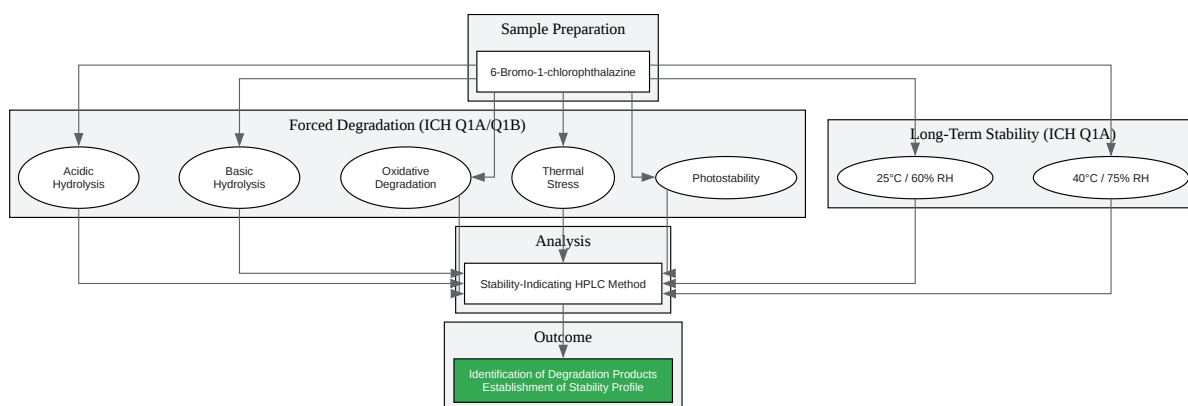 Sample Preparation
6-Bromo-1-chlorophthalazine
Forced Degradation (ICH Q1A/Q1B)
Long-Term Stability (ICH Q1A)
Acidic
Hydrolysis
Basic
Hydrolysis
Oxidative
Degradation
Thermal
Stress
Photostability
25°C / 60% RH
40°C / 75% RH
Analysis
Stability-Indicating HPLC Method
Outcome
Identification of Degradation Products
Establishment of Stability Profile